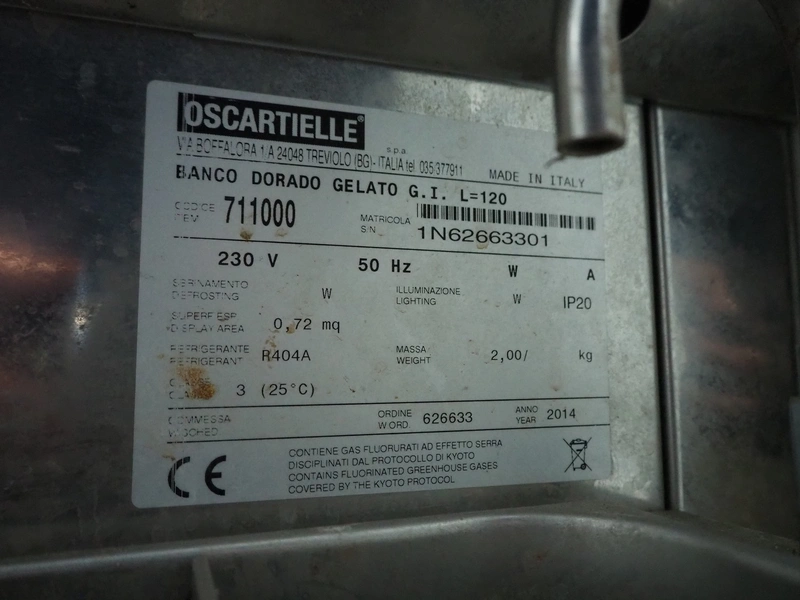 OSCARTIELLE® s.p.a.
VIA BOFFALORA 1/A 24048 TREVIOLO (BG)- ITALIA tel. 035/377911
MADE IN ITALY
BANCO DORADO GELATO G.I. L=120
CODICE
ITEM
711000
MATRICOLA
S/N
1N62663301
230 V 50 Hz W A
SBRINAMENTO
DEFROSTING
W
ILLUMINAZIONE
LIGHTING
W
IP20
SUPERF.ESP.
DISPLAY AREA
0,72 mq
REFRIGERANTE
REFRIGERANT
R404A
MASSA
WEIGHT
2,00/ kg
CLASSE
CLASS
3 (25°C)
COMMESSA
W.SCHED
ORDINE
W ORD.
626633
ANNO
YEAR
2014
CE
CONTIENE GAS FLUORURATI AD EFFETTO SERRA
DISCIPLINATI DAL PROTOCOLLO DI KYOTO
CONTAINS FLUORINATED GREENHOUSE GASES
COVERED BY THE KYOTO PROTOCOL